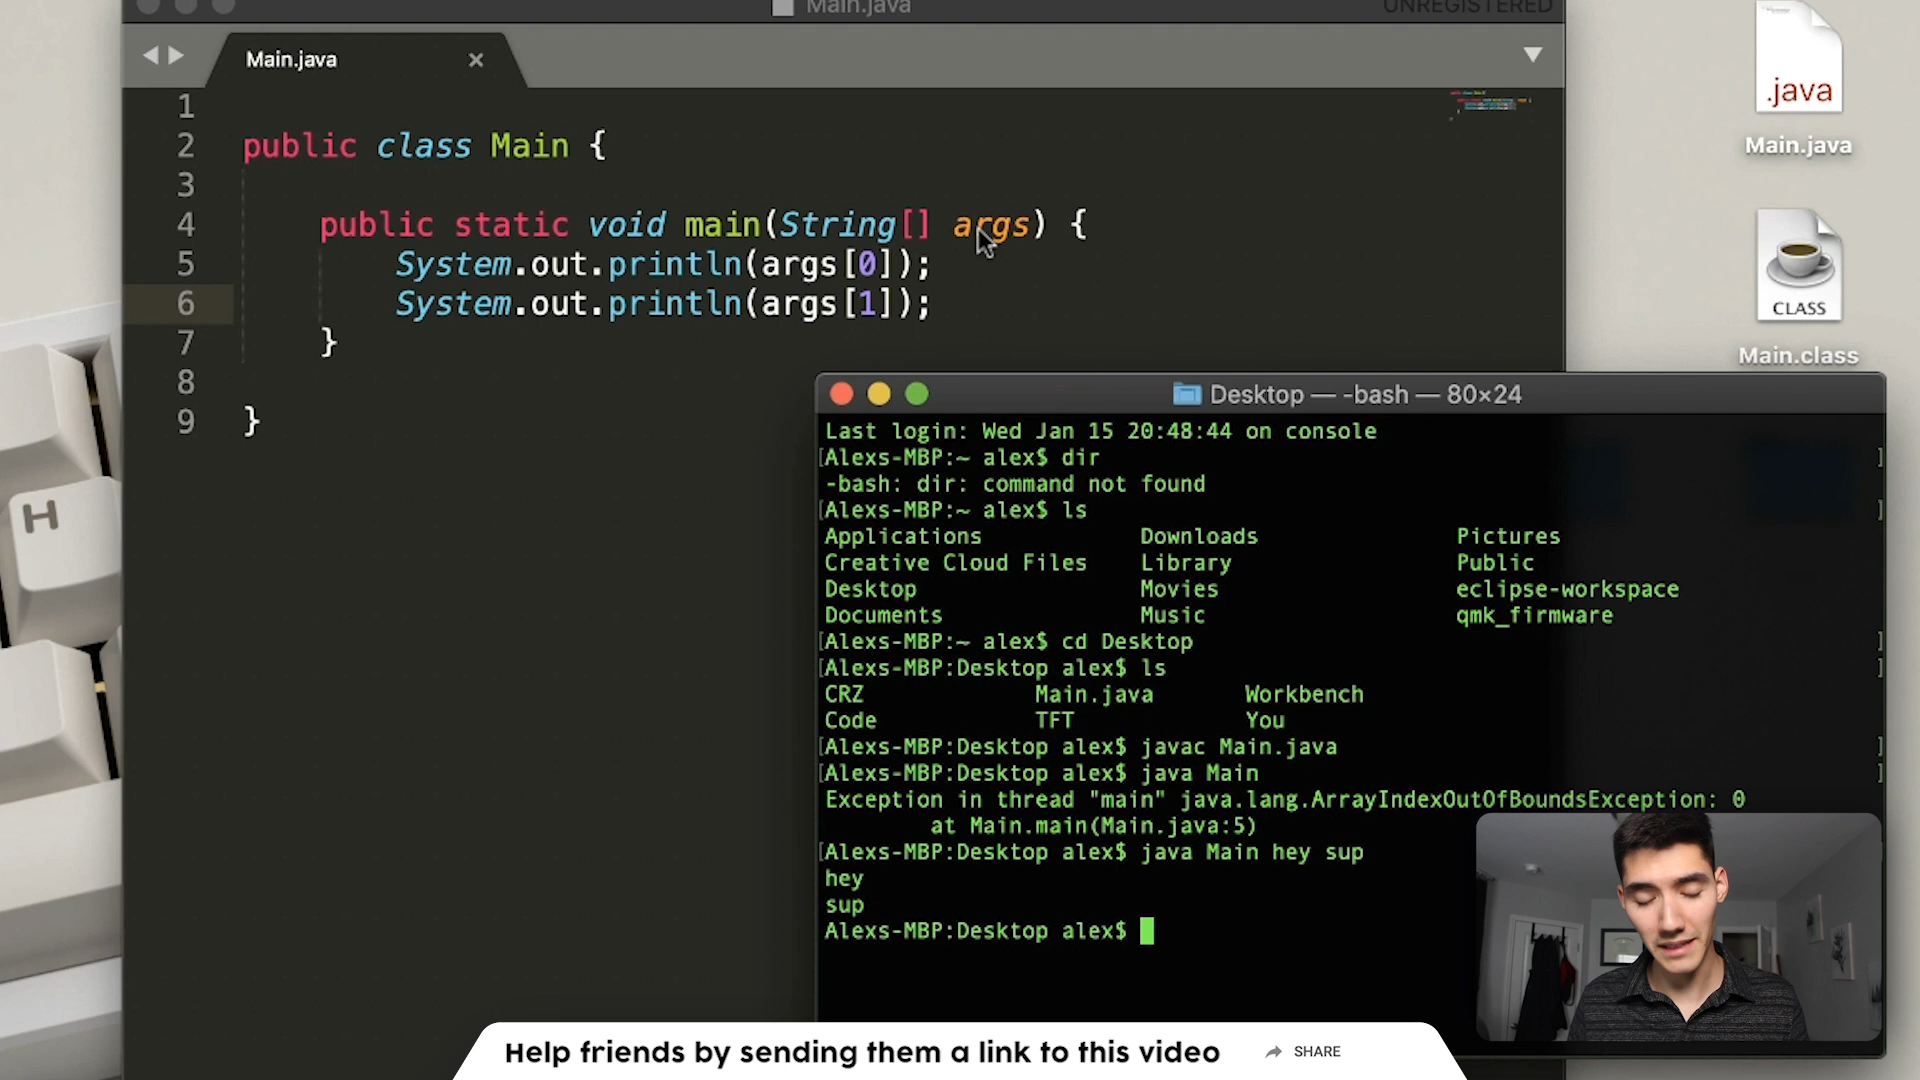 Main.java
UNREGISTERED
Main.java ×
1
2 public class Main {
3
4 public static void main(String[] args) {
5 System.out.println(args[0]);
6 System.out.println(args[1]);
7 }
8
9 }
.java
Main.java
CLASS
Main.class
H
Desktop — -bash — 80×24
Last login: Wed Jan 15 20:48:44 on console
[Alexs-MBP:~ alex$ dir ]
-bash: dir: command not found
[Alexs-MBP:~ alex$ ls ]
Applications Downloads Pictures
Creative Cloud Files Library Public
Desktop Movies eclipse-workspace
Documents Music qmk_firmware
[Alexs-MBP:~ alex$ cd Desktop ]
[Alexs-MBP:Desktop alex$ ls ]
CRZ Main.java Workbench
Code TFT You
[Alexs-MBP:Desktop alex$ javac Main.java ]
[Alexs-MBP:Desktop alex$ java Main ]
Exception in thread "main" java.lang.ArrayIndexOutOfBoundsException: 0
at Main.main(Main.java:5)
[Alexs-MBP:Desktop alex$ java Main hey sup
hey
sup
Alexs-MBP:Desktop alex$
Help friends by sending them a link to this video SHARE